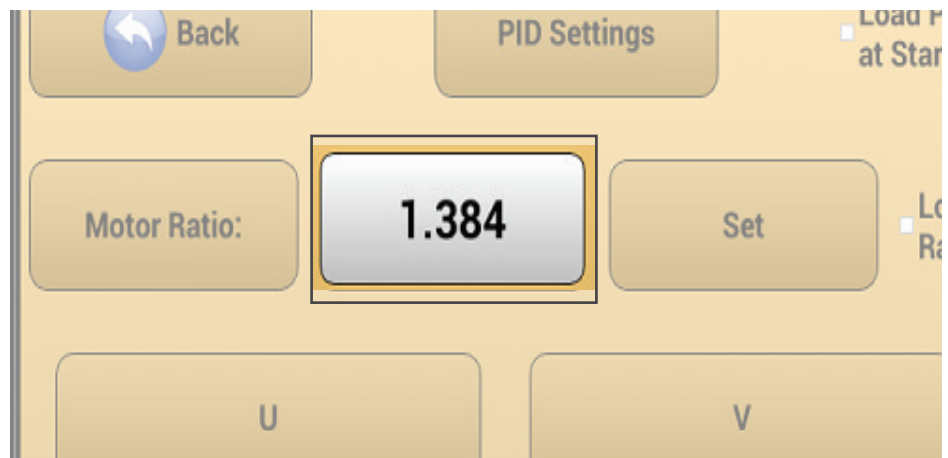 Back
PID Settings
Load P
at Star
Motor Ratio:
1.384
Set
Lo
Ra
U
V